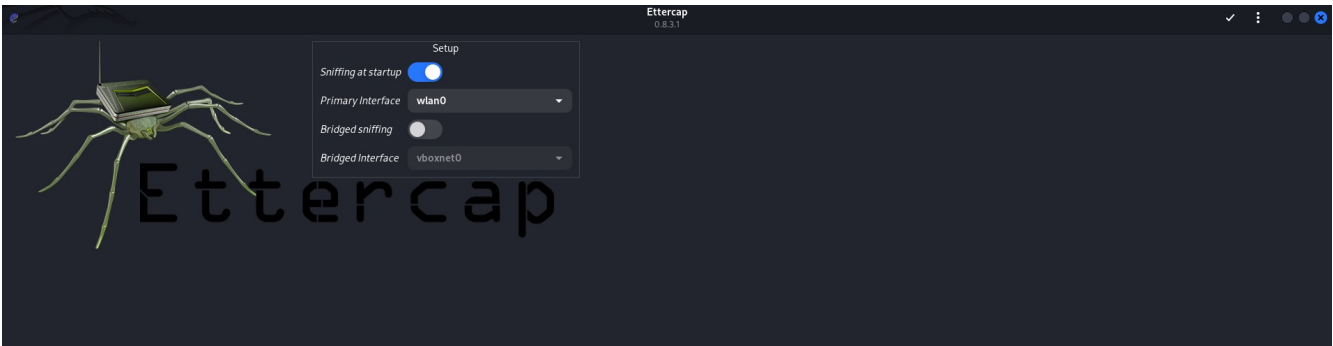 Ettercap
0.8.3.1
Setup
Sniffing at startup
Primary Interface wlan0
Bridged sniffing
Bridged Interface vboxnet0
Ettercap